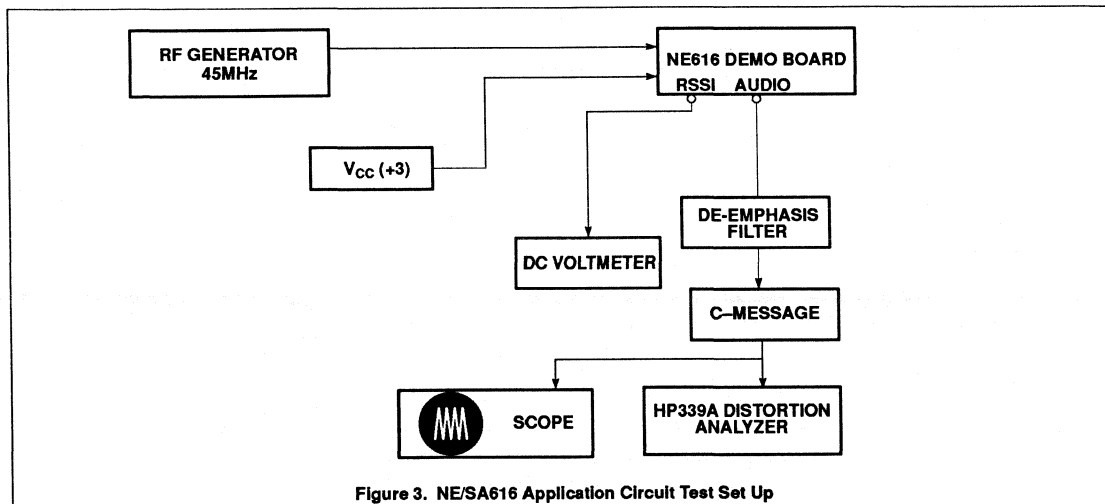 RF GENERATOR
45MHz
NE616 DEMO BOARD
RSSI AUDIO
VCC (+3)
DE-EMPHASIS
FILTER
DC VOLTMETER
C–MESSAGE
SCOPE
HP339A DISTORTION
ANALYZER
Figure 3. NE/SA616 Application Circuit Test Set Up